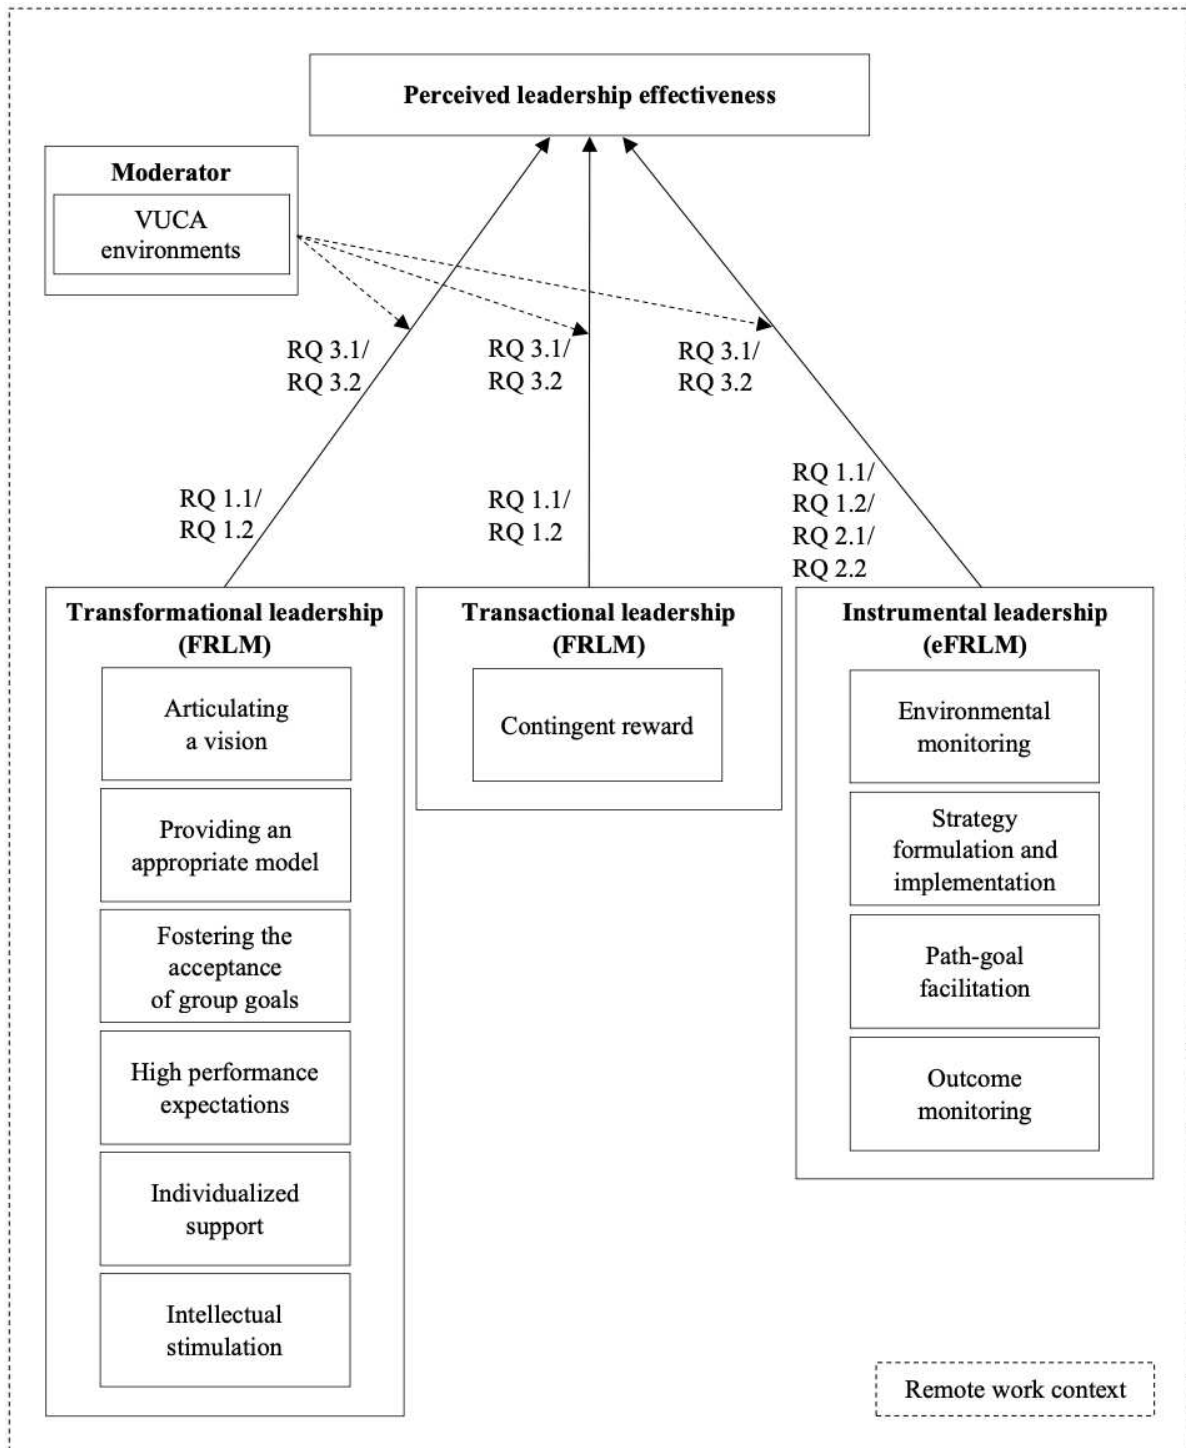 Perceived leadership effectiveness
Moderator
VUCA
environments
RQ 3.1/
RQ 3.2
RQ 3.1/
RQ 3.2
RQ 3.1/
RQ 3.2
RQ 1.1/
RQ 1.2
RQ 1.1/
RQ 1.2
RQ 1.1/
RQ 1.2/
RQ 2.1/
RQ 2.2
Transformational leadership
(FRLM)
Articulating
a vision
Providing an
appropriate model
Fostering the
acceptance
of group goals
High performance
expectations
Individualized
support
Intellectual
stimulation
Transactional leadership
(FRLM)
Contingent reward
Instrumental leadership
(eFRLM)
Environmental
monitoring
Strategy
formulation and
implementation
Path-goal
facilitation
Outcome
monitoring
Remote work context